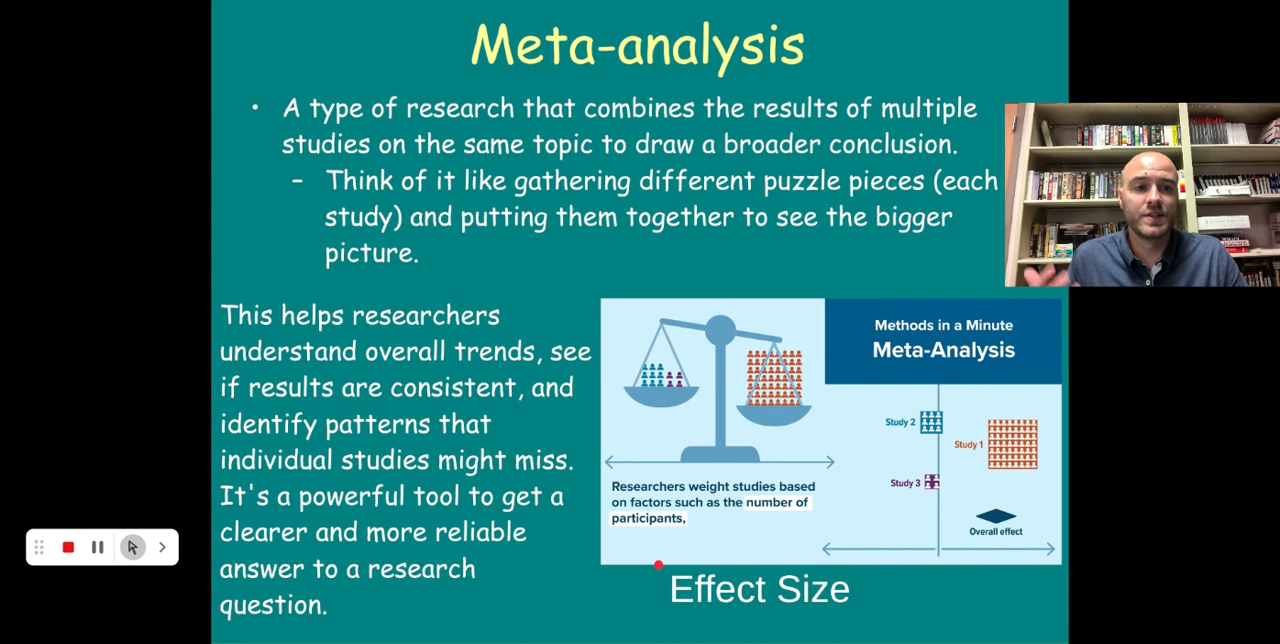 Meta-analysis
• A type of research that combines the results of multiple
studies on the same topic to draw a broader conclusion.
– Think of it like gathering different puzzle pieces (each
study) and putting them together to see the bigger
picture.
This helps researchers
understand overall trends, see
if results are consistent, and
identify patterns that
individual studies might miss.
It's a powerful tool to get a
clearer and more reliable
answer to a research
question.
Researchers weight studies based
on factors such as the number of
participants,
Methods in a Minute
Meta-Analysis
Study 2
Study 1
Study 3
Overall effect
Effect Size